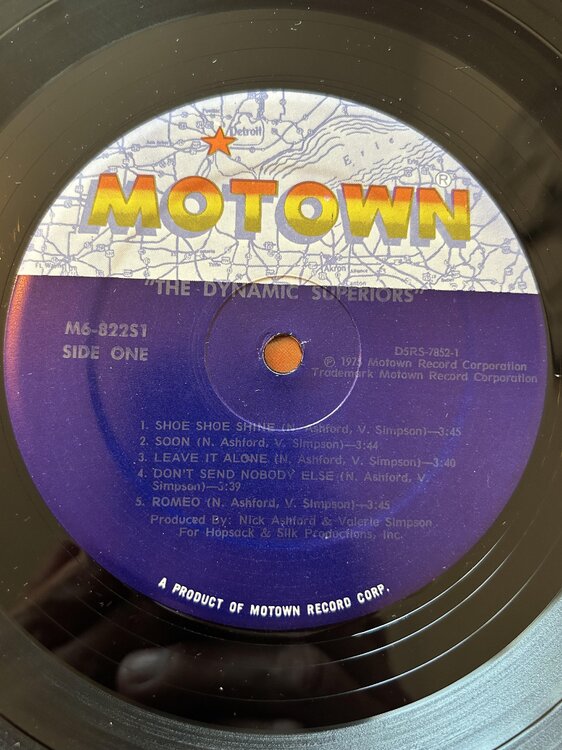 Detroit
Erie
MOTOWN®
Akron
"THE DYNAMIC SUPERIORS"
M6-822S1
SIDE ONE
D5RS-7852-1
℗ 1975 Motown Record Corporation
Trademark Motown Record Corporation
1. SHOE SHOE SHINE (N. Ashford, V. Simpson)—3:45
2. SOON (N. Ashford, V. Simpson)—3:44
3. LEAVE IT ALONE (N. Ashford, V. Simpson)—3:40
4. DON'T SEND NOBODY ELSE (N. Ashford, V.
Simpson)—3:39
5. ROMEO (N. Ashford, V. Simpson)—3:45
Produced By: Nick Ashford & Valerie Simpson
For Hopsack & Silk Productions, Inc.
A PRODUCT OF MOTOWN RECORD CORP.